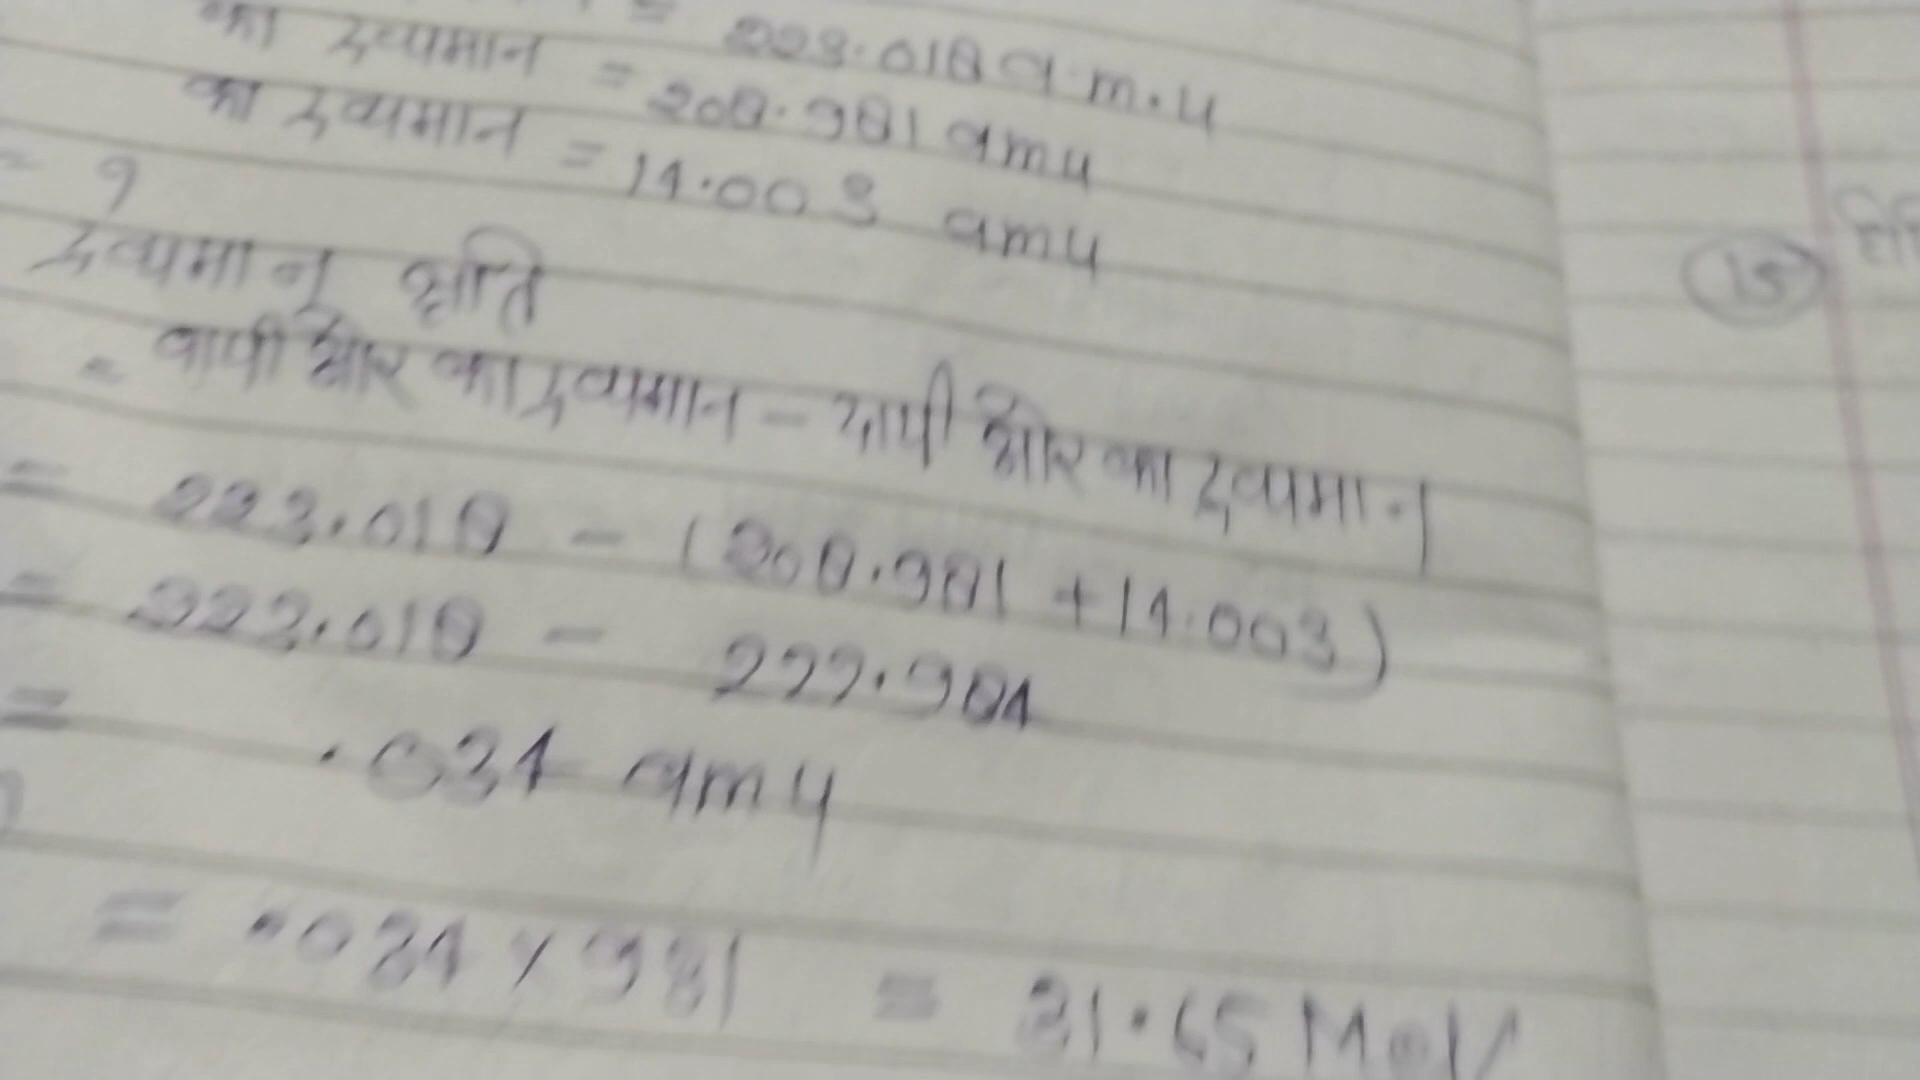 = 223.018 a.m.u
का द्रव्यमान = 208.981 amu
का द्रव्यमान = 14.003 amu
= ?
द्रव्यमान क्षति
= बायीं ओर का द्रव्यमान - दायीं ओर का द्रव्यमान
= 223.018 - (208.981 + 14.003)
= 223.018 - 222.984
= .034 amu
= .034 x 931 = 31.65 MeV
15